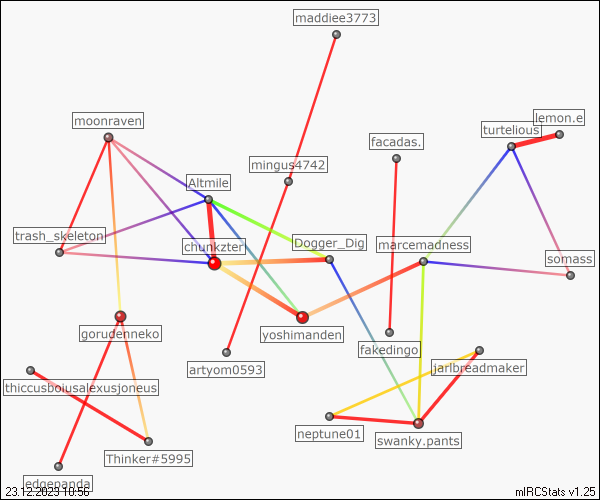 maddiee3773
lemon.e
moonraven
turtelious
facadas.
mingus4742
Altmile
trash_skeleton
chunkzter
Dogger_Dig
marcemadness
somass
gorudenneko
yoshimanden
fakedingo
artyom0593
jarlbreadmaker
thiccusboiusalexusjoneus
neptune01
swanky.pants
Thinker#5995
edgepanda
23.12.2023 10:56
mIRCStats v1.25